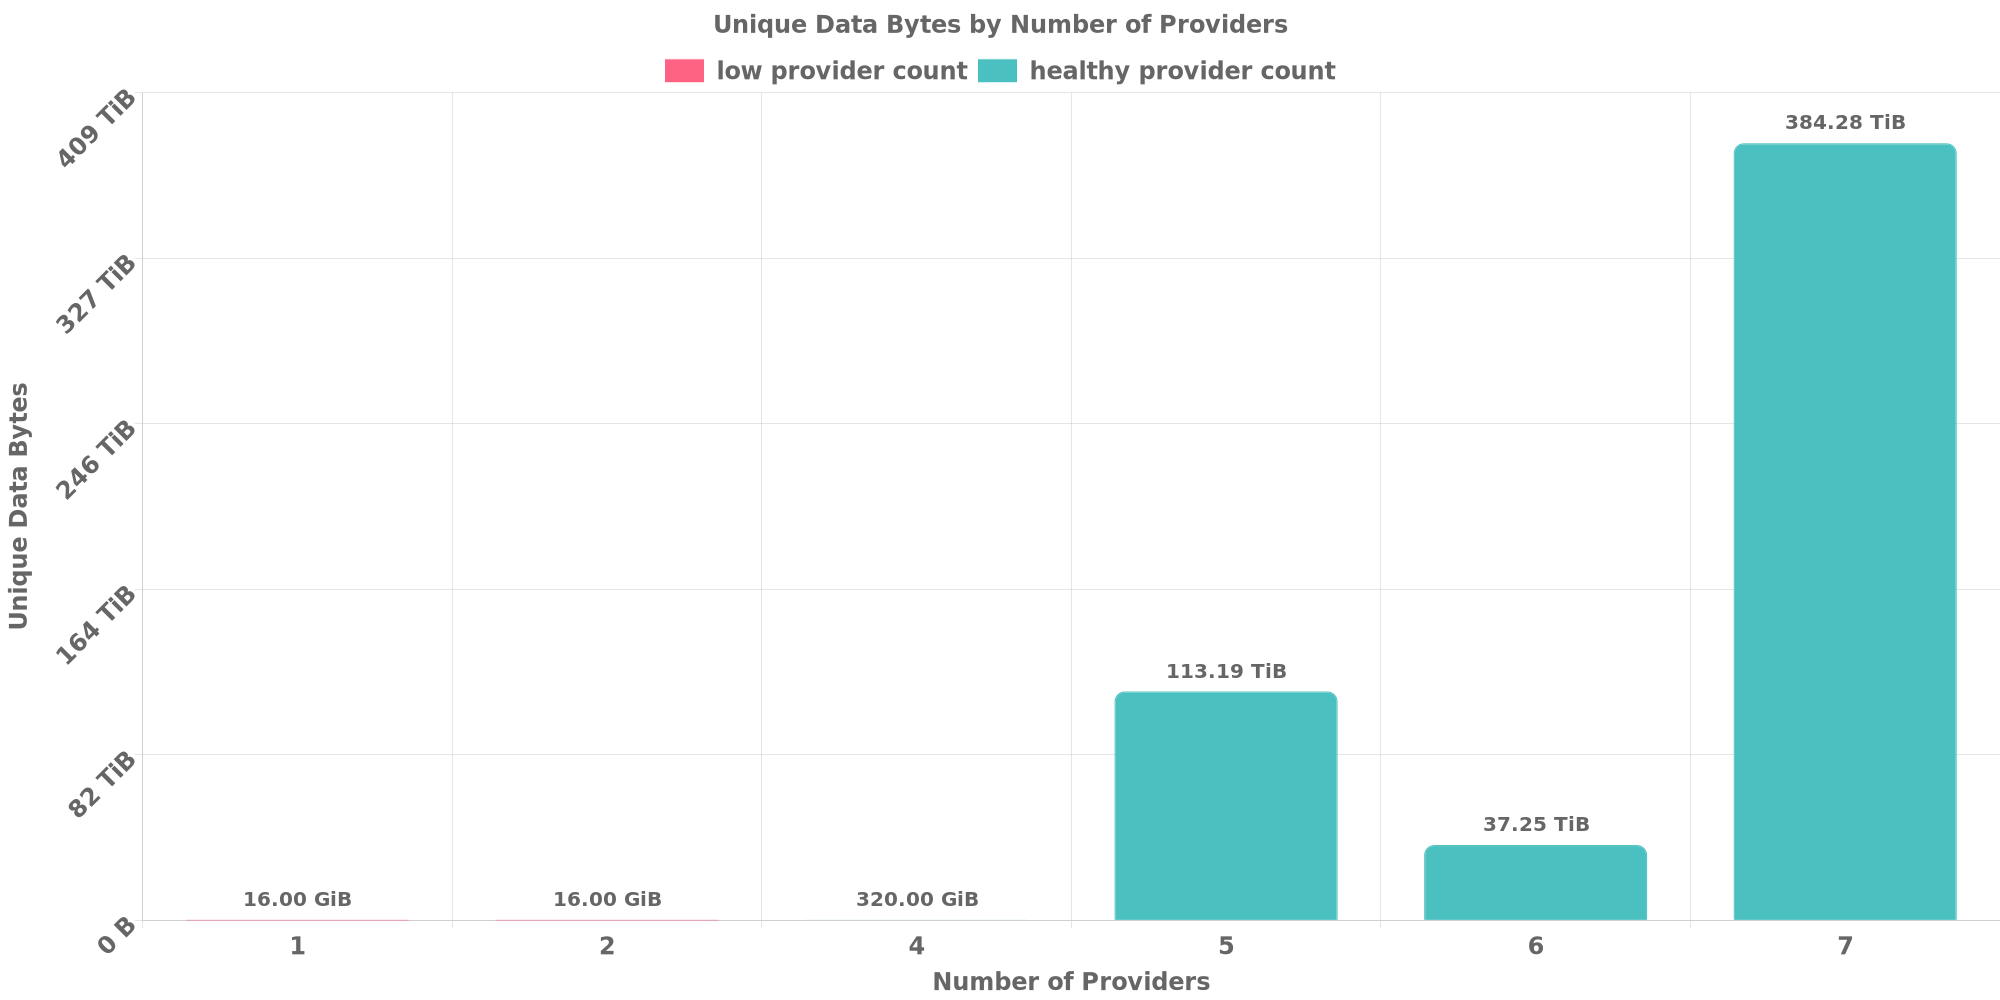 Unique Data Bytes by Number of Providers
low provider count healthy provider count
409 TiB
327 TiB
246 TiB
164 TiB
82 TiB
0 B
Unique Data Bytes
16.00 GiB
16.00 GiB
320.00 GiB
113.19 TiB
37.25 TiB
384.28 TiB
1 2 4 5 6 7
Number of Providers